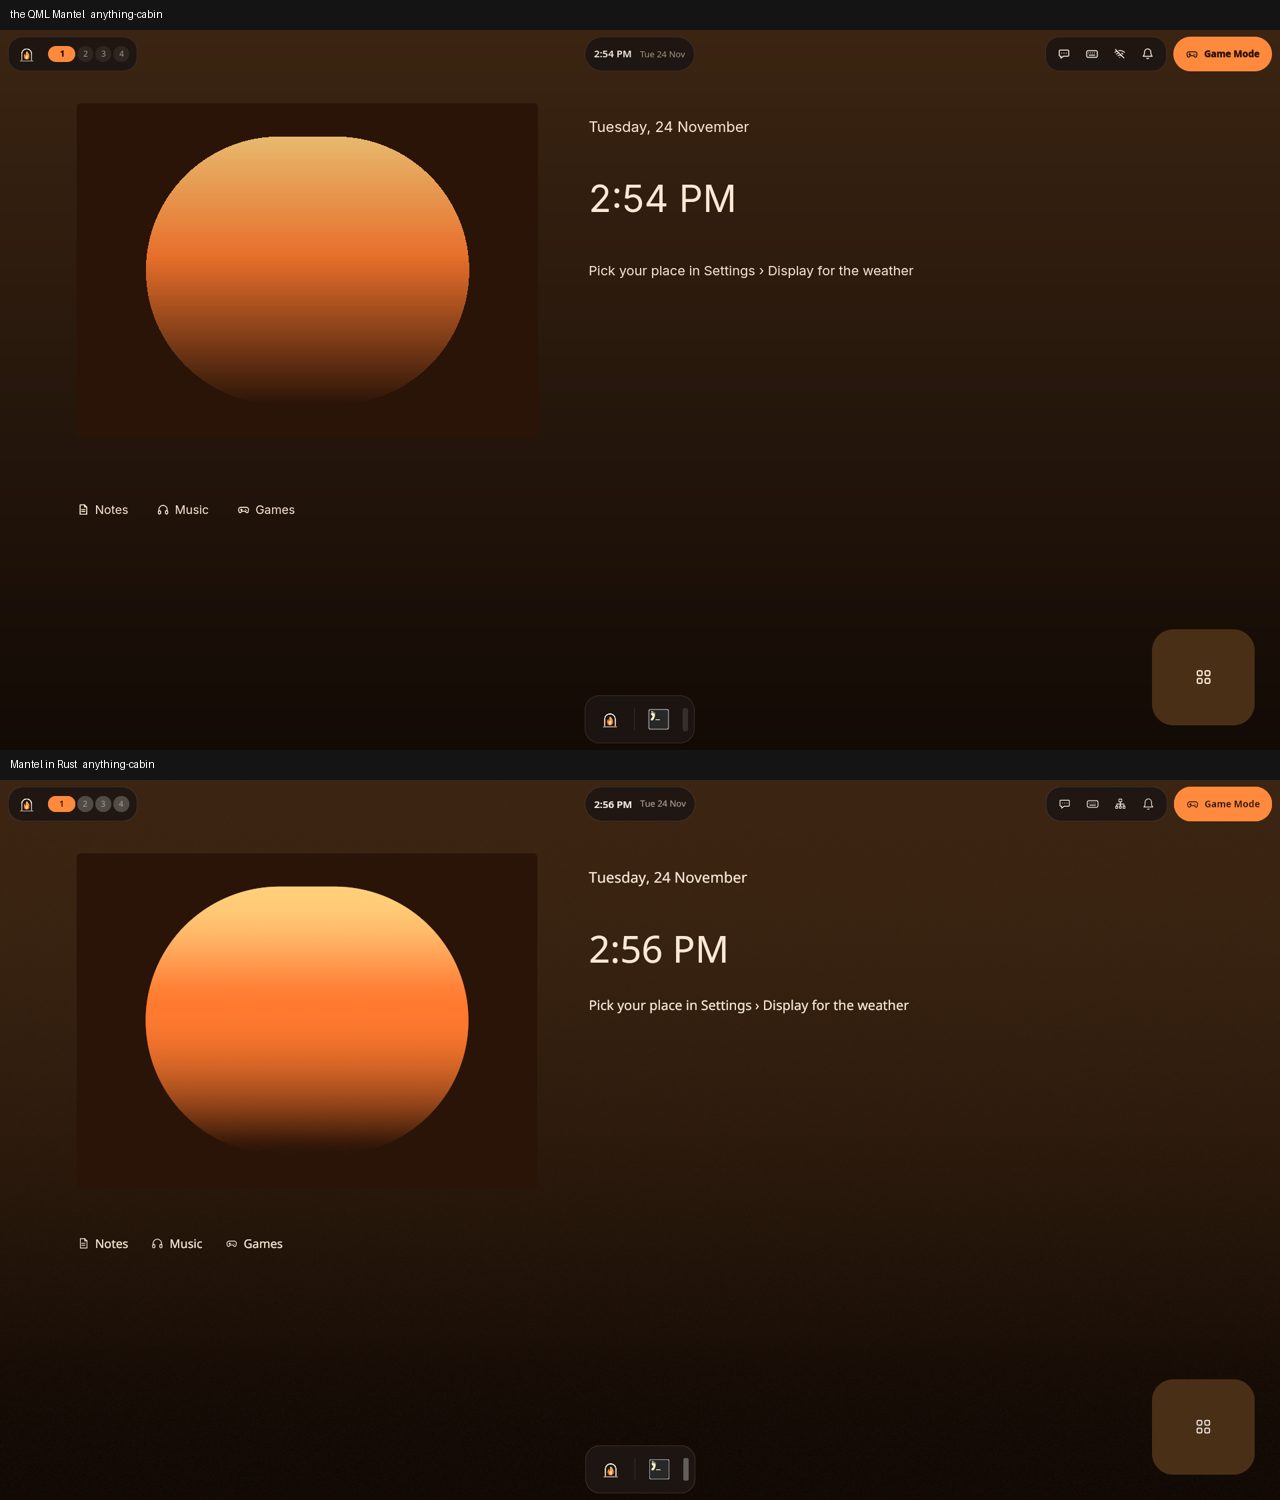 the QML Mantel anything-cabin
1 2 3 4
2:54 PM Tue 24 Nov
Game Mode
Tuesday, 24 November
2:54 PM
Pick your place in Settings › Display for the weather
Notes Music Games
Mantel in Rust anything-cabin
1 2 3 4
2:56 PM Tue 24 Nov
Game Mode
Tuesday, 24 November
2:56 PM
Pick your place in Settings › Display for the weather
Notes Music Games